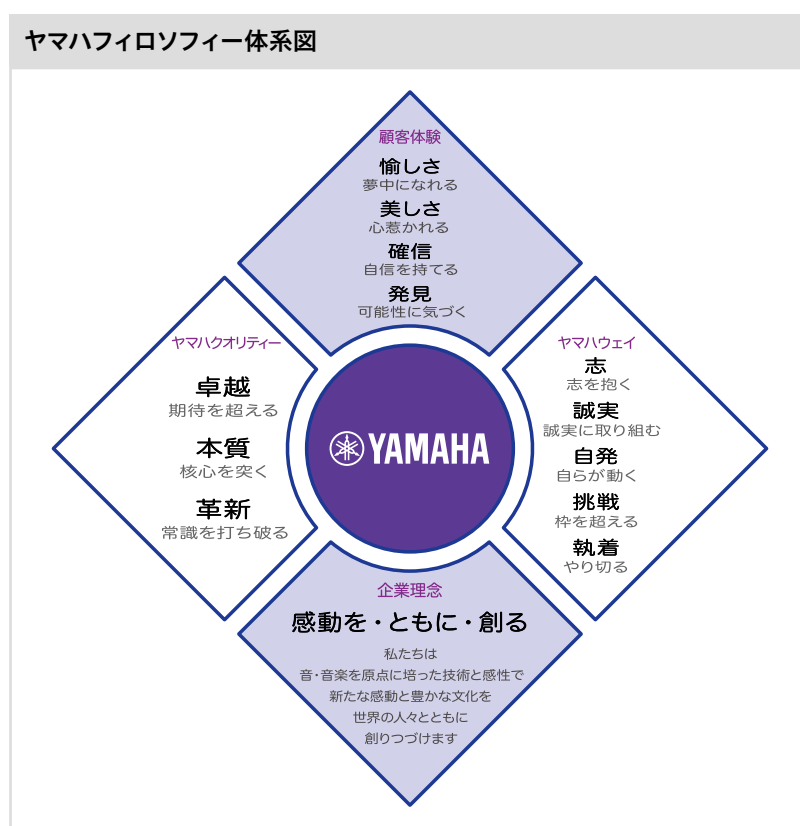 ヤマハフィロソフィー体系図
顧客体験
愉しさ
夢中になれる
美しさ
心惹かれる
確信
自信を持てる
発見
可能性に気づく
ヤマハクオリティー
卓越
期待を超える
本質
核心を突く
革新
常識を打ち破る
YAMAHA
ヤマハウェイ
志
志を抱く
誠実
誠実に取り組む
自発
自らが動く
挑戦
枠を超える
執着
やり切る
企業理念
感動を・ともに・創る
私たちは
音・音楽を原点に培った技術と感性で
新たな感動と豊かな文化を
世界の人々とともに
創りつづけます